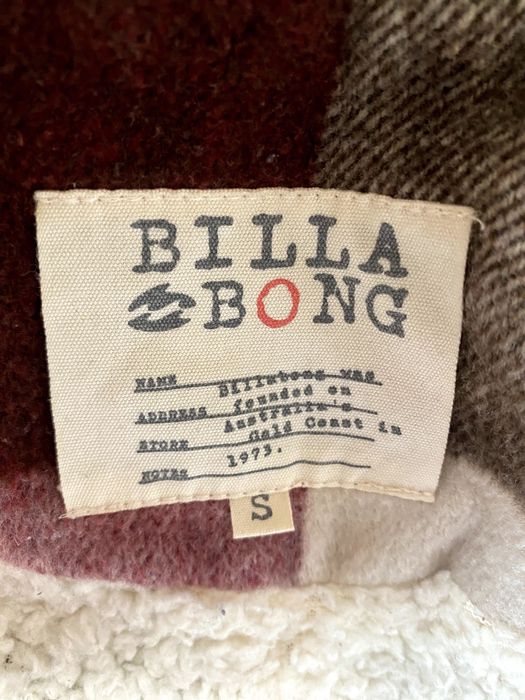 BILLA
BONG
NAME Billabong was
ADDRESS founded on
STORE Australia's
NOTES Gold Coast in
1973.
S